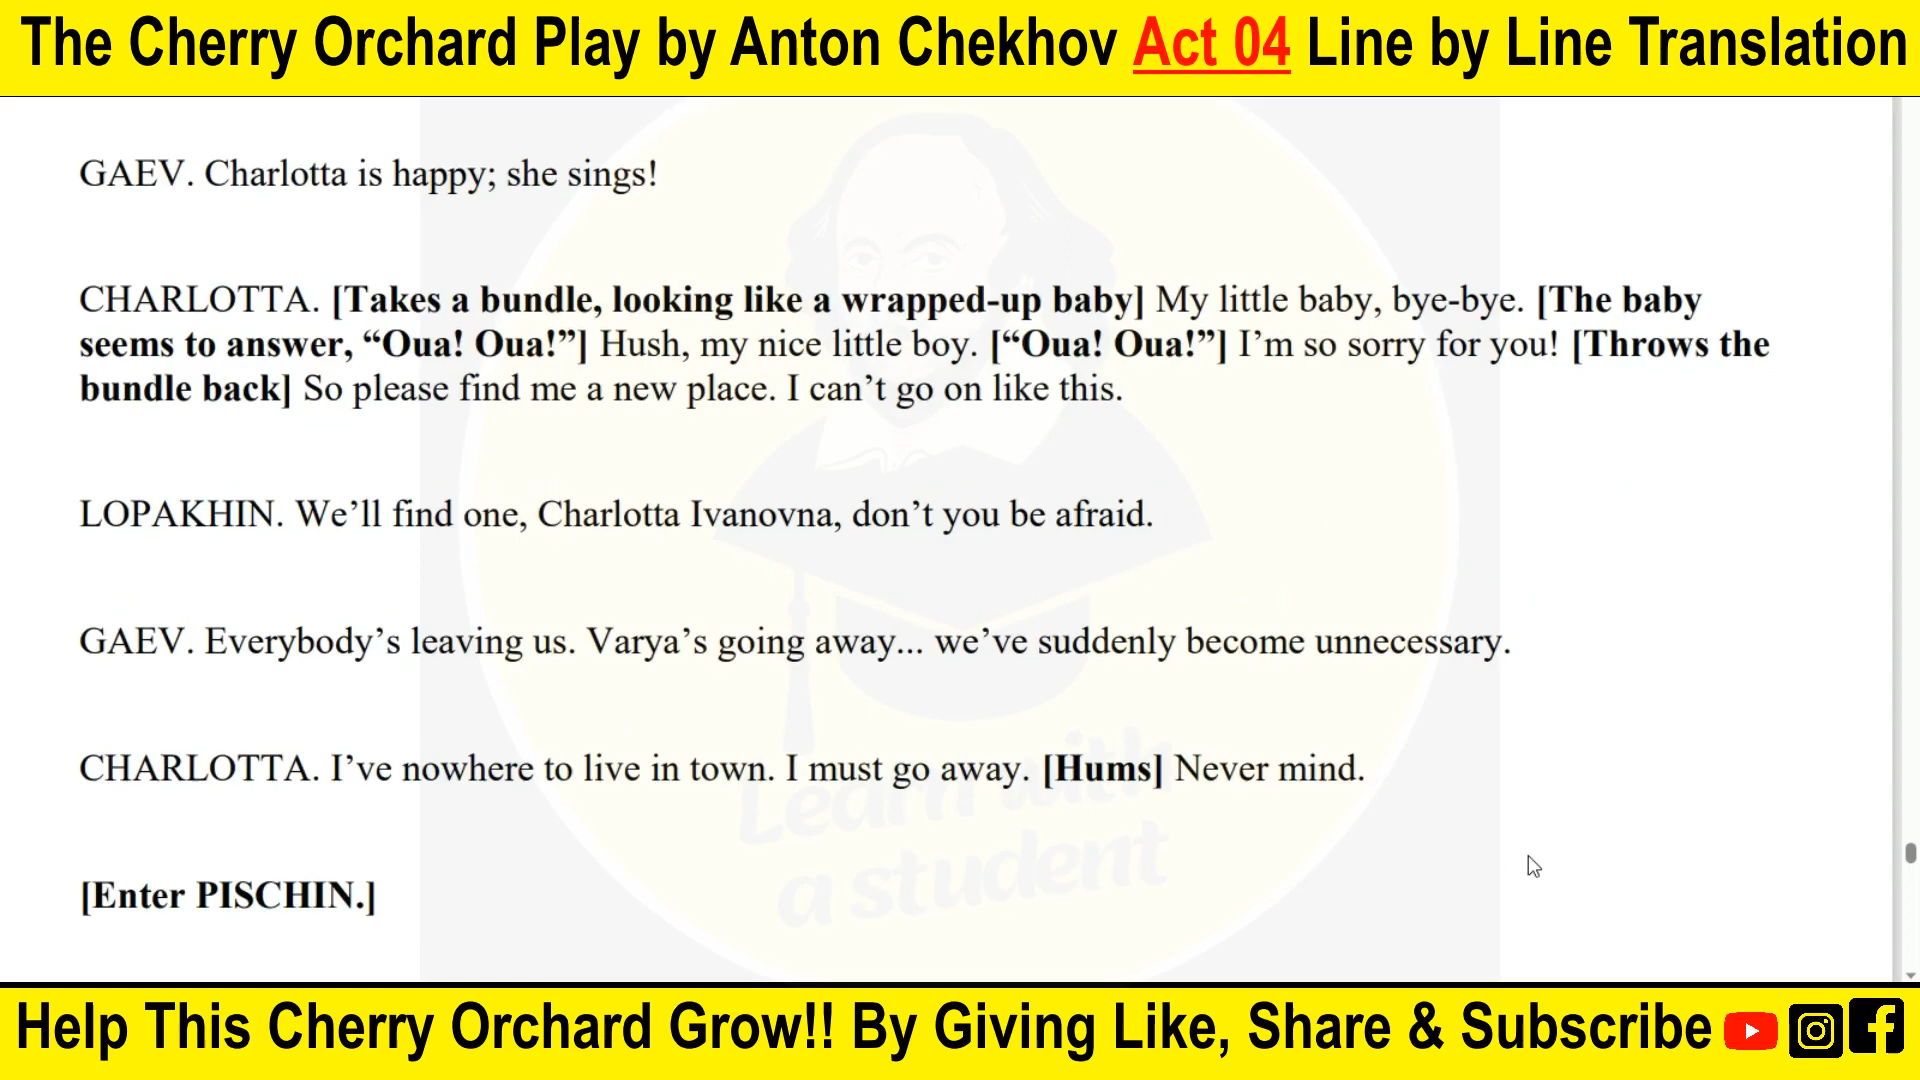 The Cherry Orchard Play by Anton Chekhov Act 04 Line by Line Translation
GAEV. Charlotta is happy; she sings!
CHARLOTTA. [Takes a bundle, looking like a wrapped-up baby] My little baby, bye-bye. [The baby
seems to answer, “Oua! Oua!”] Hush, my nice little boy. [“Oua! Oua!”] I’m so sorry for you! [Throws the
bundle back] So please find me a new place. I can’t go on like this.
LOPAKHIN. We’ll find one, Charlotta Ivanovna, don’t you be afraid.
GAEV. Everybody’s leaving us. Varya’s going away... we’ve suddenly become unnecessary.
CHARLOTTA. I’ve nowhere to live in town. I must go away. [Hums] Never mind.
Learn with
a student
[Enter PISCHIN.]
Help This Cherry Orchard Grow!! By Giving Like, Share & Subscribe